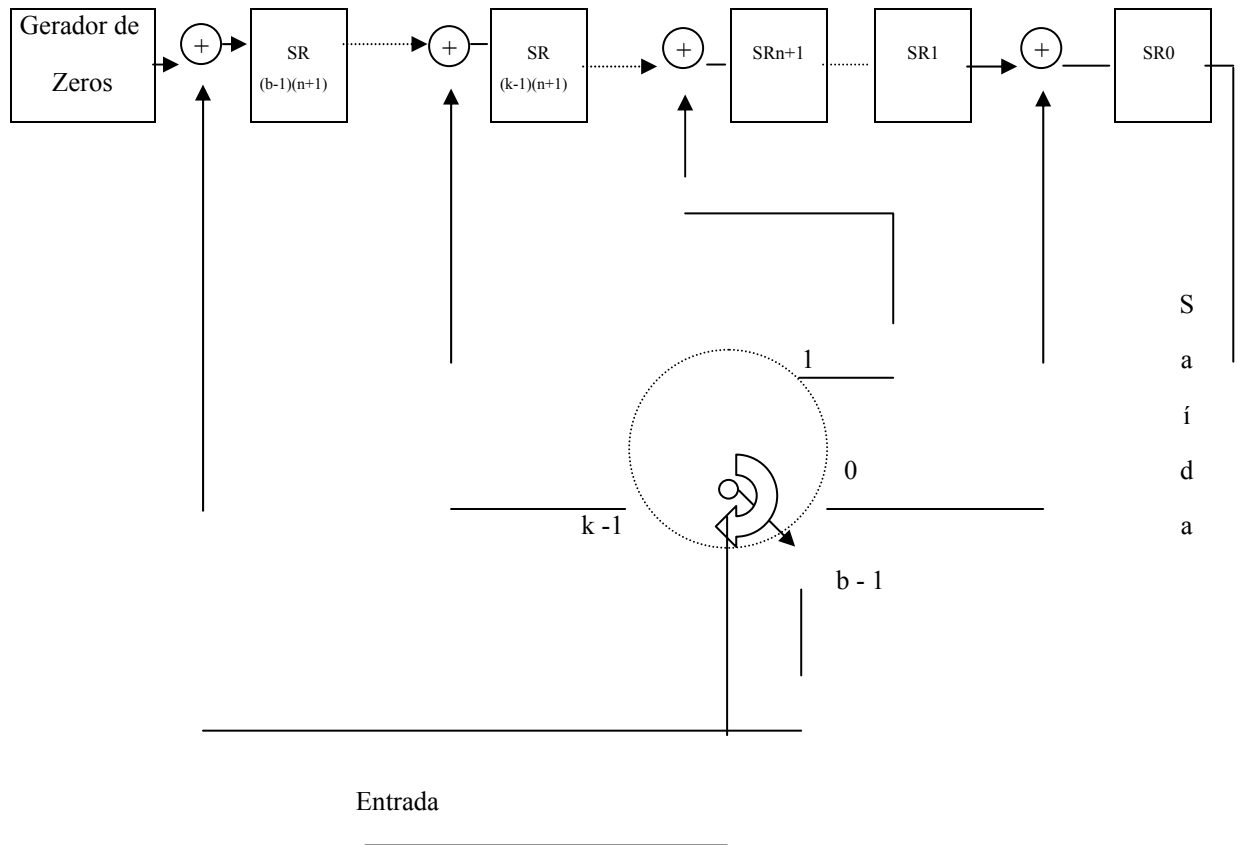 Gerador de
Zeros
+
SR
(b-1)(n+1)
+
SR
(k-1)(n+1)
+
SRn+1
SR1
+
SR0
1
0
k -1
b - 1
S
a
í
d
a
Entrada